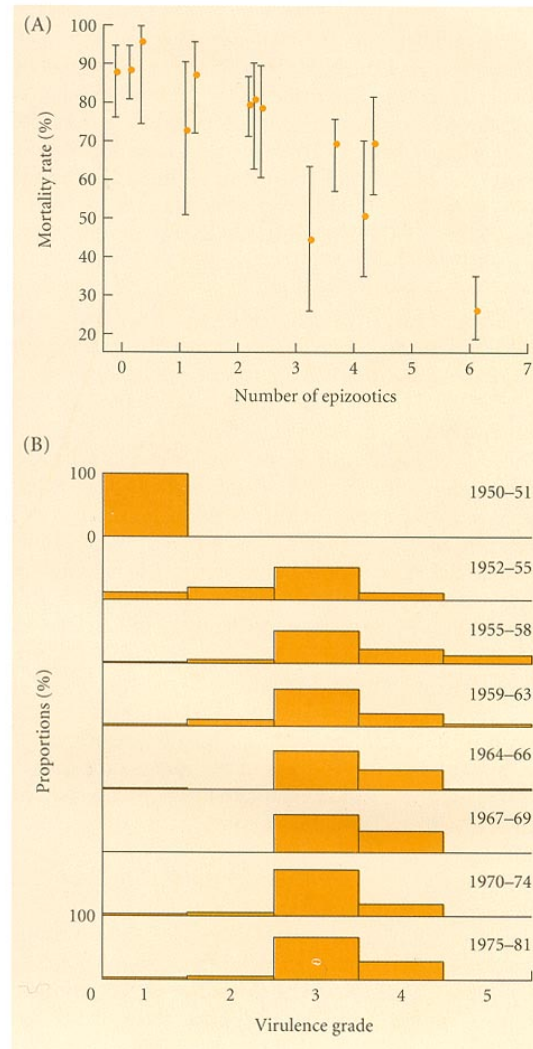 (A)
Mortality rate (%)
100
90
80
70
60
50
40
30
20
0 1 2 3 4 5 6 7
Number of epizootics
(B)
Proportions (%)
100
0
1950–51
1952–55
1955–58
1959–63
1964–66
1967–69
1970–74
100
1975–81
0 1 2 3 4 5
Virulence grade